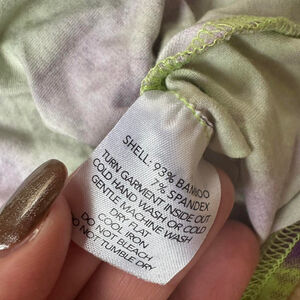 SHELL: 93% BAMBOO
7% SPANDEX
TURN GARMENT INSIDE OUT
COLD HAND WASH OR COLD
GENTLE MACHINE WASH
DRY FLAT
DO COOL IRON
DO NOT BLEACH
DO NOT TUMBLE DRY